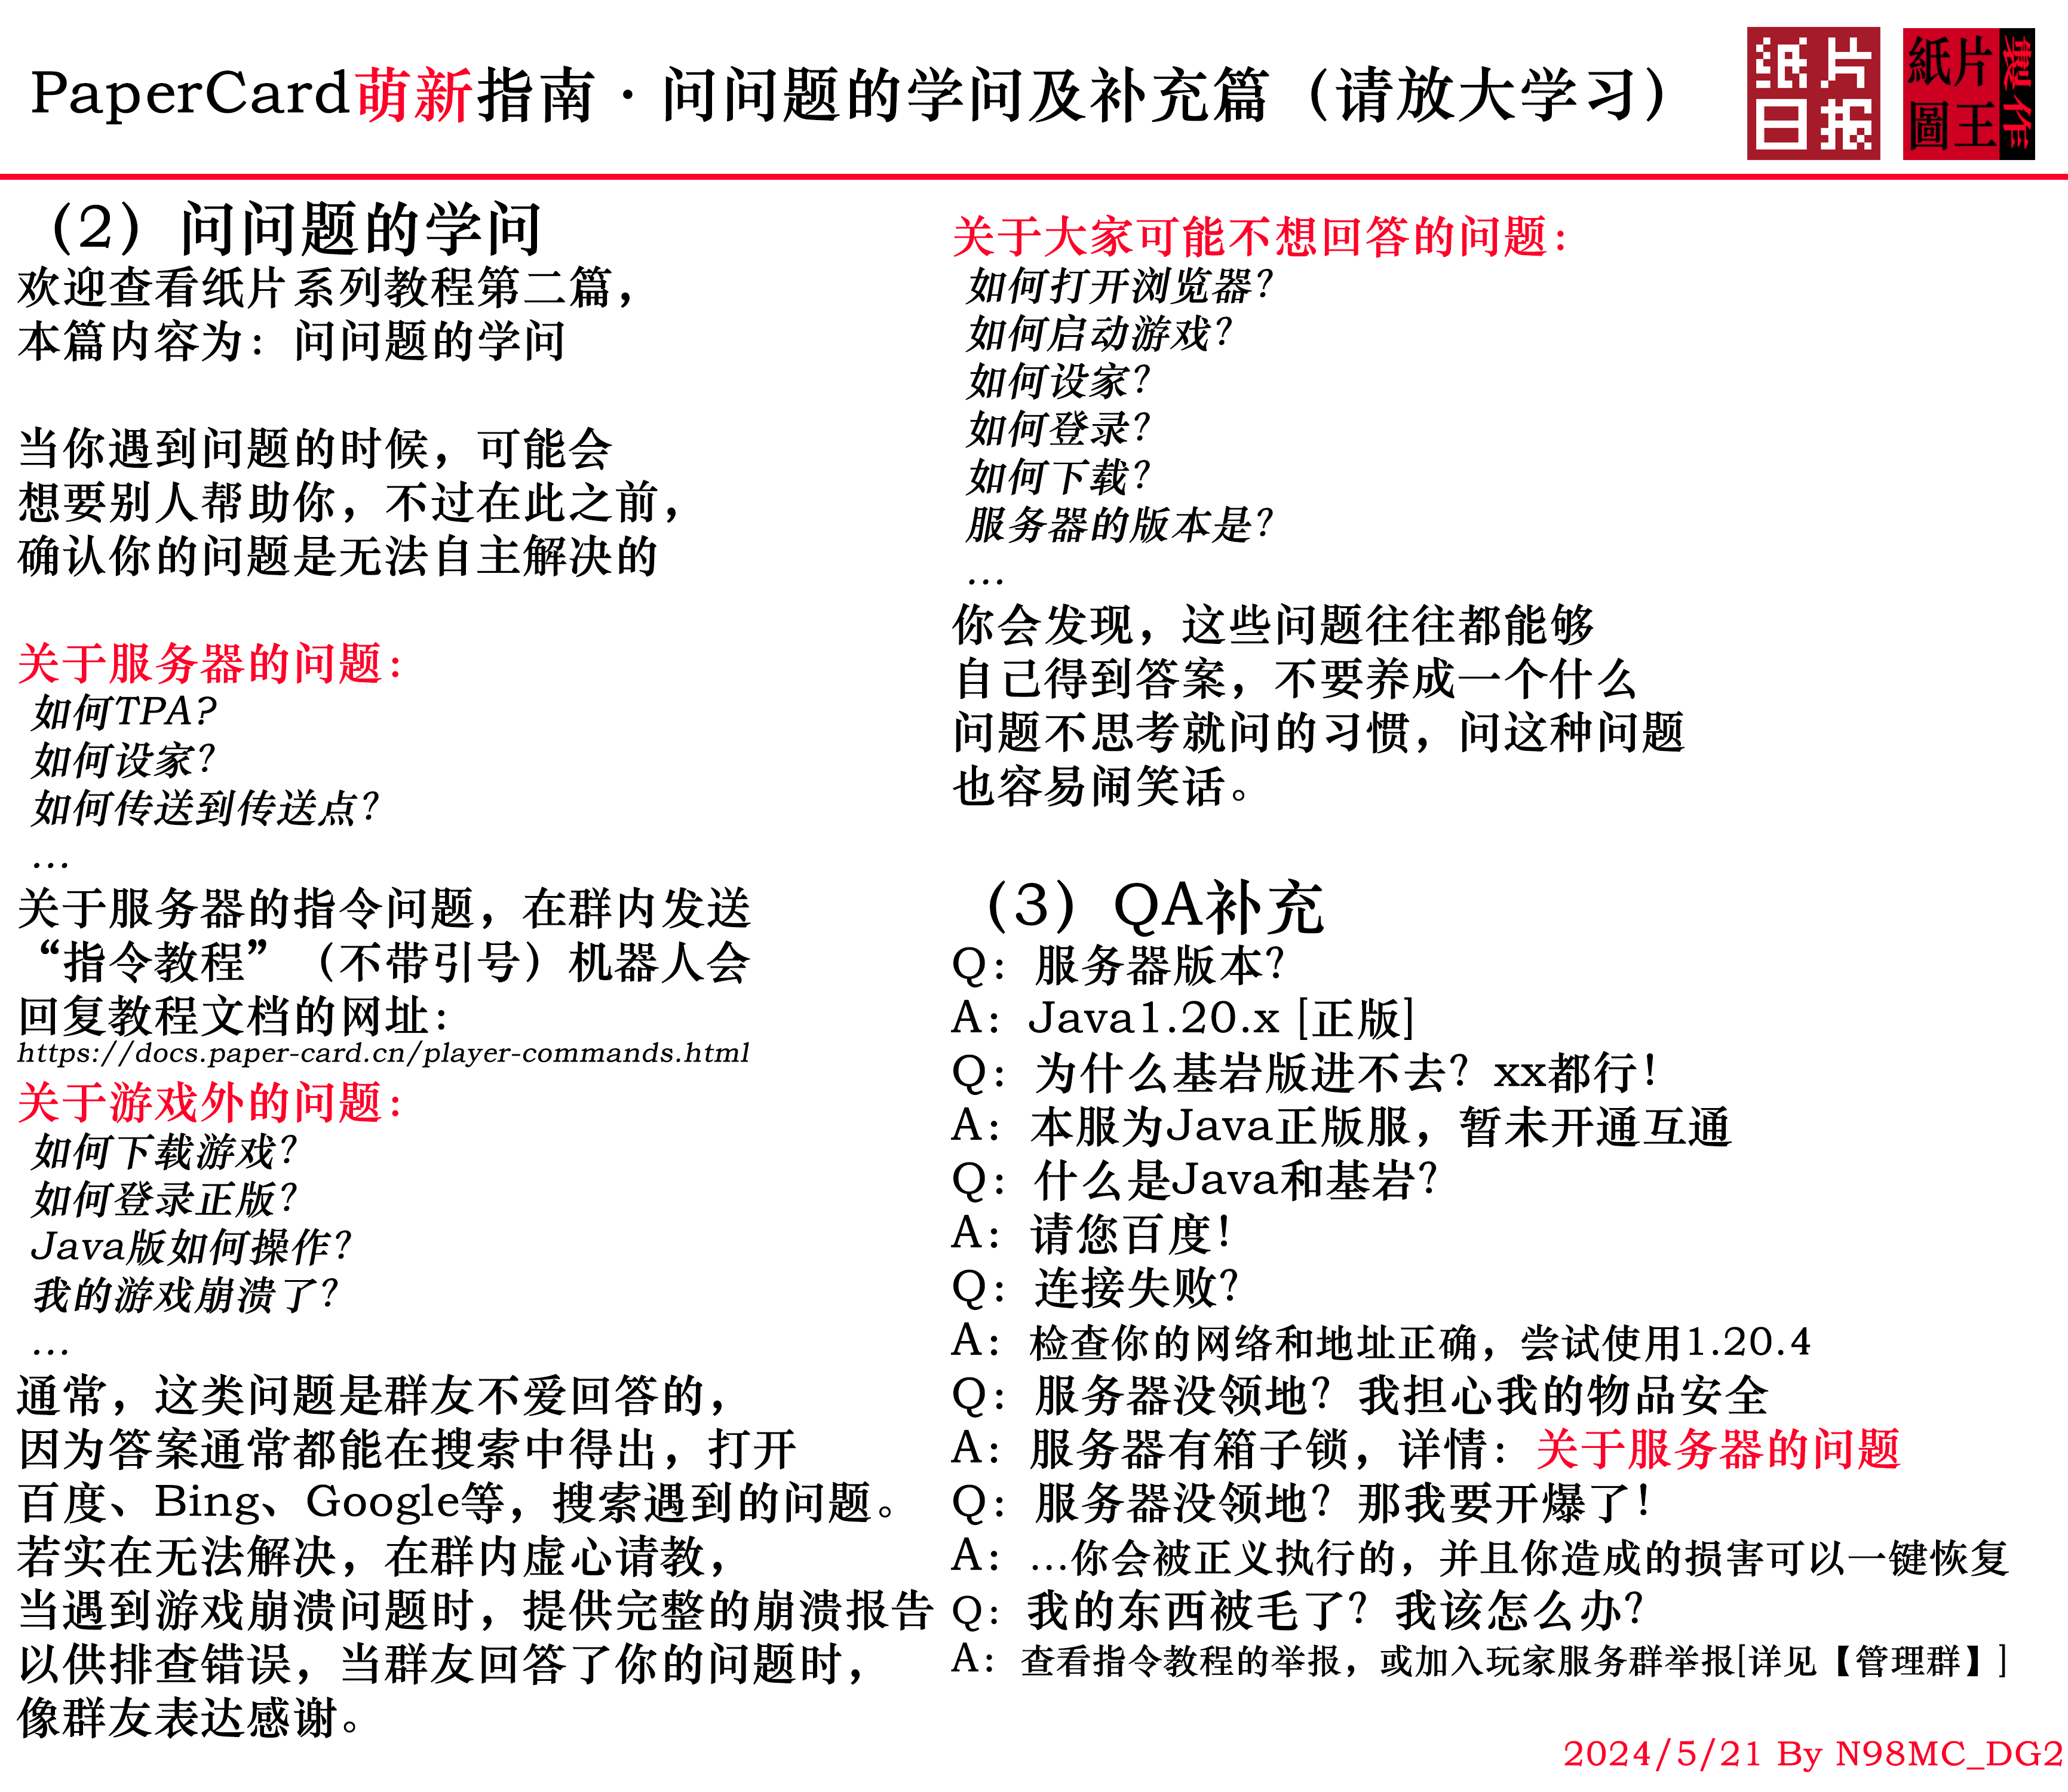 PaperCard萌新指南·问问题的学问及补充篇（请放大学习）
纸片
日报
紙片
圖王
製作
（2）问问题的学问
欢迎查看纸片系列教程第二篇，
本篇内容为：问问题的学问
当你遇到问题的时候，可能会
想要别人帮助你，不过在此之前，
确认你的问题是无法自主解决的
关于服务器的问题：
如何TPA？
如何设家？
如何传送到传送点？
...
关于服务器的指令问题，在群内发送
“指令教程”（不带引号）机器人会
回复教程文档的网址：
https://docs.paper-card.cn/player-commands.html
关于游戏外的问题：
如何下载游戏？
如何登录正版？
Java版如何操作？
我的游戏崩溃了？
...
通常，这类问题是群友不爱回答的，
因为答案通常都能在搜索中得出，打开
百度、Bing、Google等，搜索遇到的问题。
若实在无法解决，在群内虚心请教，
当遇到游戏崩溃问题时，提供完整的崩溃报告
以供排查错误，当群友回答了你的问题时，
像群友表达感谢。
关于大家可能不想回答的问题：
如何打开浏览器？
如何启动游戏？
如何设家？
如何登录？
如何下载？
服务器的版本是？
...
你会发现，这些问题往往都能够
自己得到答案，不要养成一个什么
问题不思考就问的习惯，问这种问题
也容易闹笑话。
（3）QA补充
Q：服务器版本？
A：Java1.20.x [正版]
Q：为什么基岩版进不去？xx都行！
A：本服为Java正版服，暂未开通互通
Q：什么是Java和基岩？
A：请您百度！
Q：连接失败？
A：检查你的网络和地址正确，尝试使用1.20.4
Q：服务器没领地？我担心我的物品安全
A：服务器有箱子锁，详情：关于服务器的问题
Q：服务器没领地？那我要开爆了！
A：...你会被正义执行的，并且你造成的损害可以一键恢复
Q：我的东西被毛了？我该怎么办？
A：查看指令教程的举报，或加入玩家服务群举报[详见【管理群】]
2024/5/21 By N98MC_DG2